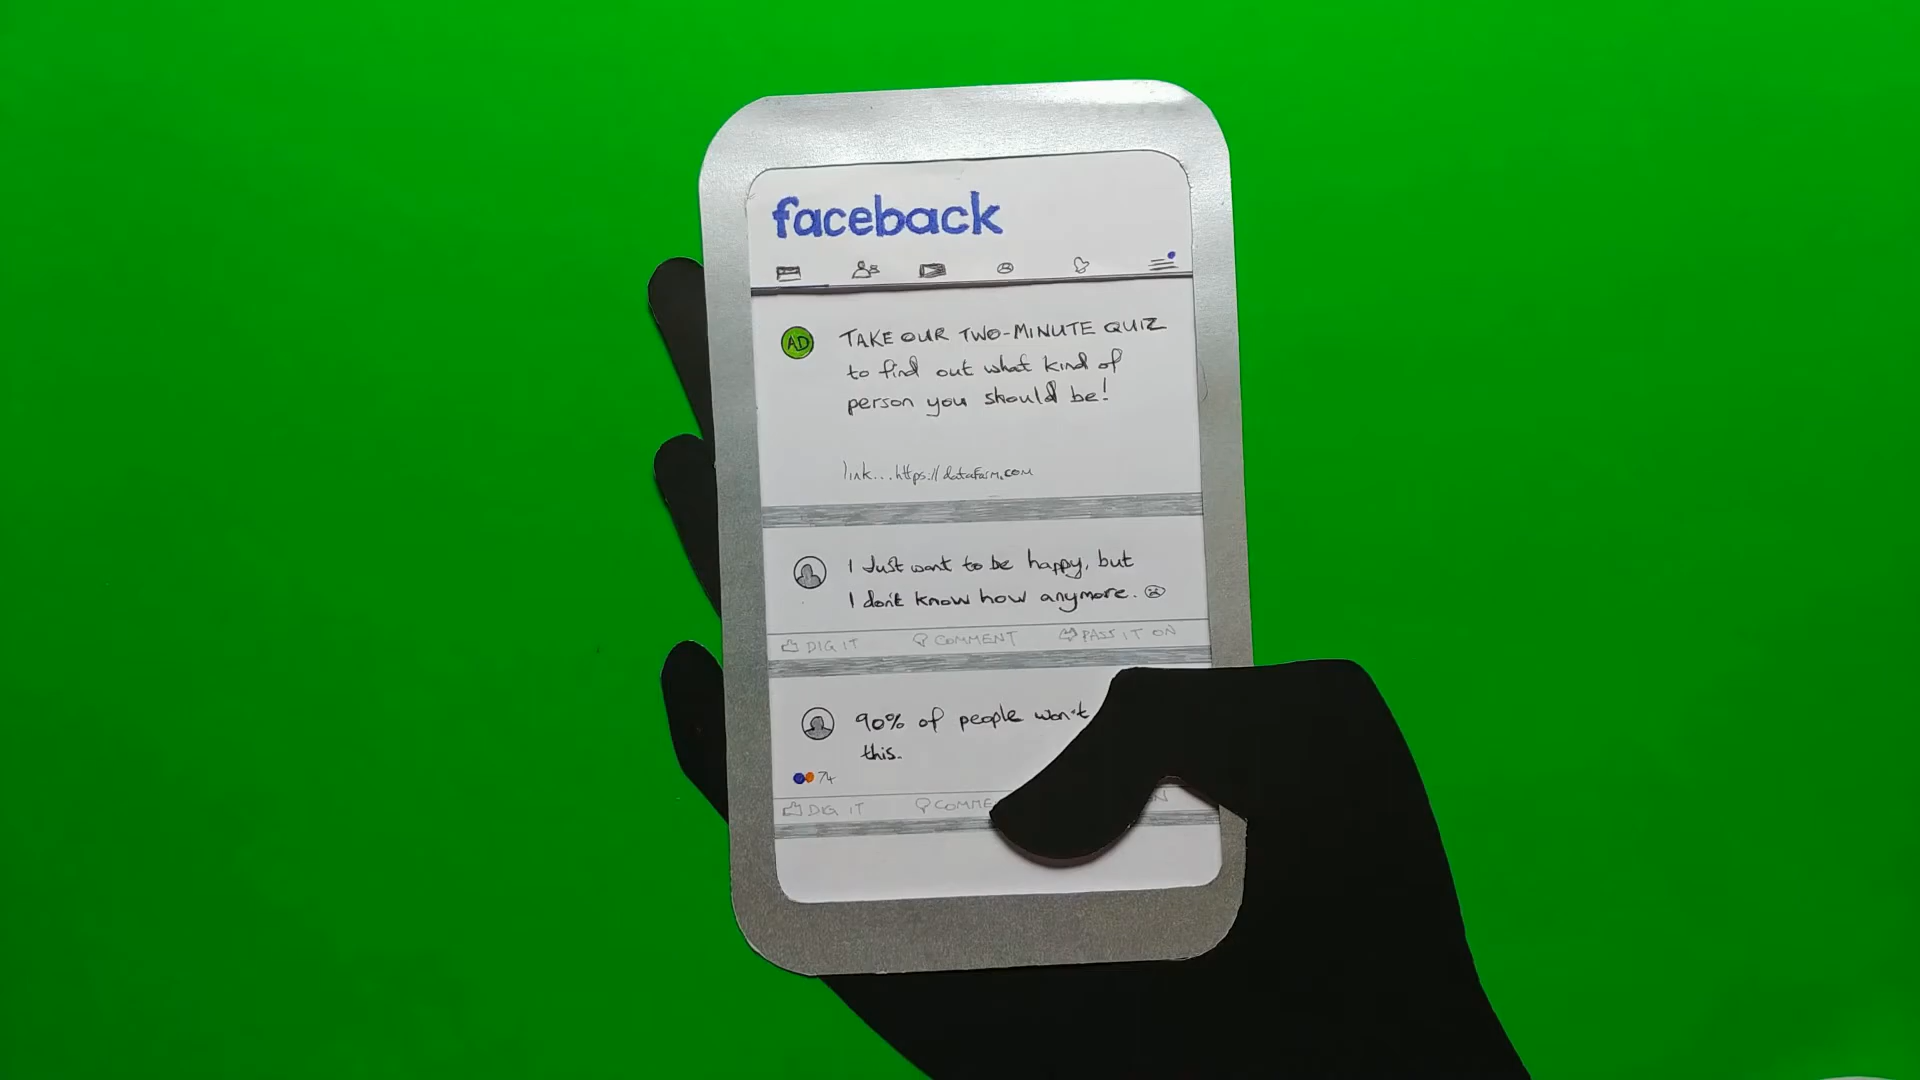 faceback
AD
TAKE OUR TWO-MINUTE QUIZ
to find out what kind of
person you should be!
link...https://datafarm.com
I Just want to be happy, but
I don't know how anymore.
DIG IT COMMENT PASS IT ON
90% of people won't
this.
74
DIG IT COMME ON